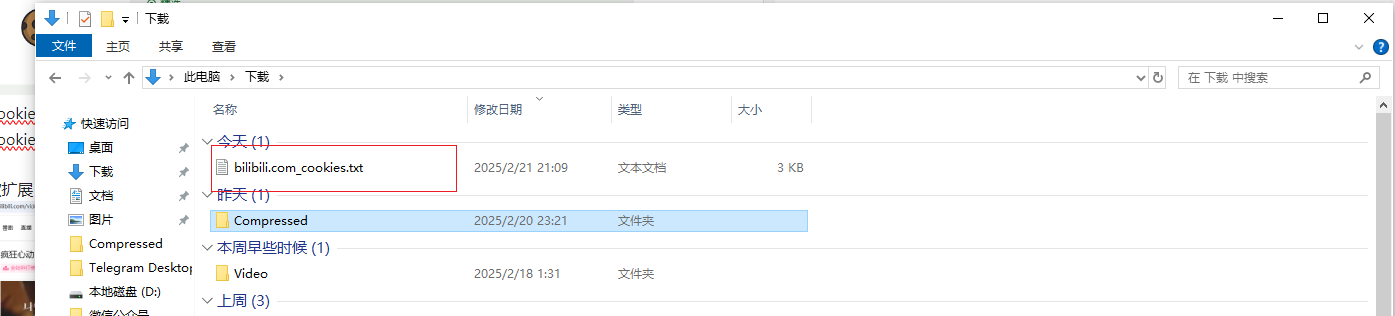 下载
文件 主页 共享 查看
此电脑 下载 在 下载 中搜索
名称 修改日期 类型 大小
快速访问
桌面
下载
文档
图片
Compressed
Telegram Desktop
本地磁盘 (D:)
今天 (1)
bilibili.com_cookies.txt 2025/2/21 21:09 文本文档 3 KB
昨天 (1)
Compressed 2025/2/20 23:21 文件夹
本周早些时候 (1)
Video 2025/2/18 1:31 文件夹
上周 (3)
ookie
ookie
扩展
疯狂心动